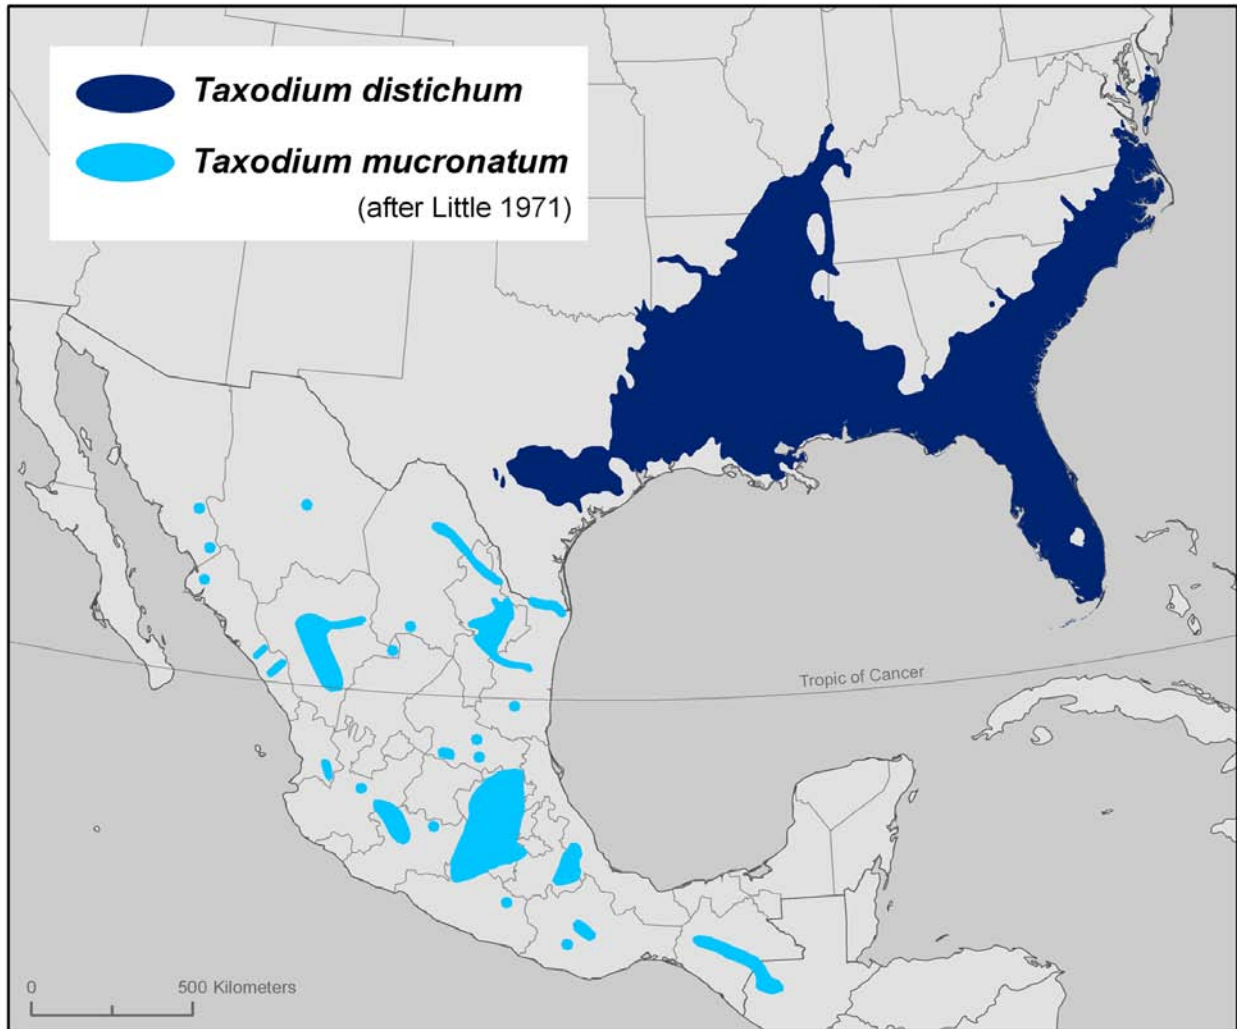 Taxodium distichum
Taxodium mucronatum
(after Little 1971)
Tropic of Cancer
0 500 Kilometers